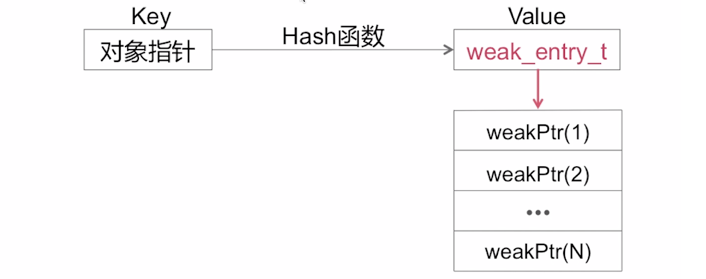 Key
Value
对象指针
Hash函数
weak_entry_t
weakPtr(1)
weakPtr(2)
•••
weakPtr(N)